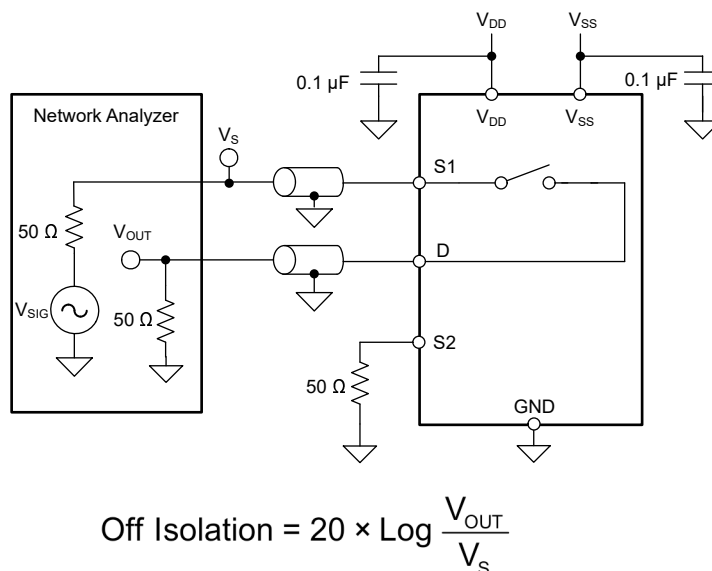 V_DD
V_SS
0.1 µF
0.1 µF
Network Analyzer
V_DD
V_SS
V_S
S1
50 Ω
V_OUT
D
V_SIG
50 Ω
S2
50 Ω
GND
Off Isolation = 20 × Log V_OUT / V_S